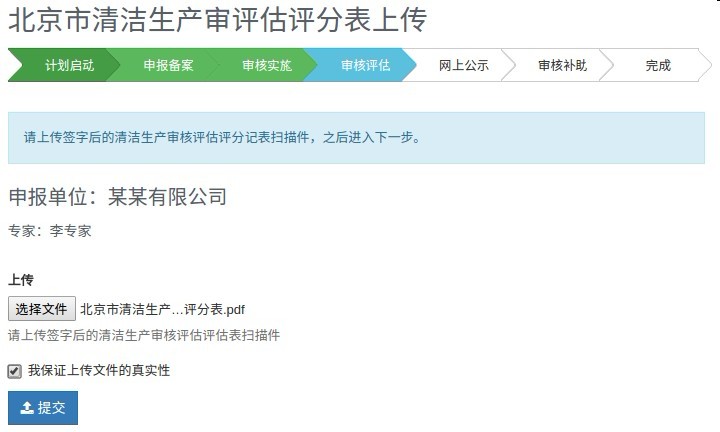 北京市清洁生产审评估评分表上传
计划启动 申报备案 审核实施 审核评估 网上公示 审核补助 完成
请上传签字后的清洁生产审核评估评分记表扫描件，之后进入下一步。
申报单位：某某有限公司
专家：李专家
上传
选择文件 北京市清洁生产…评分表.pdf
请上传签字后的清洁生产审核评估评估表扫描件
我保证上传文件的真实性
提交